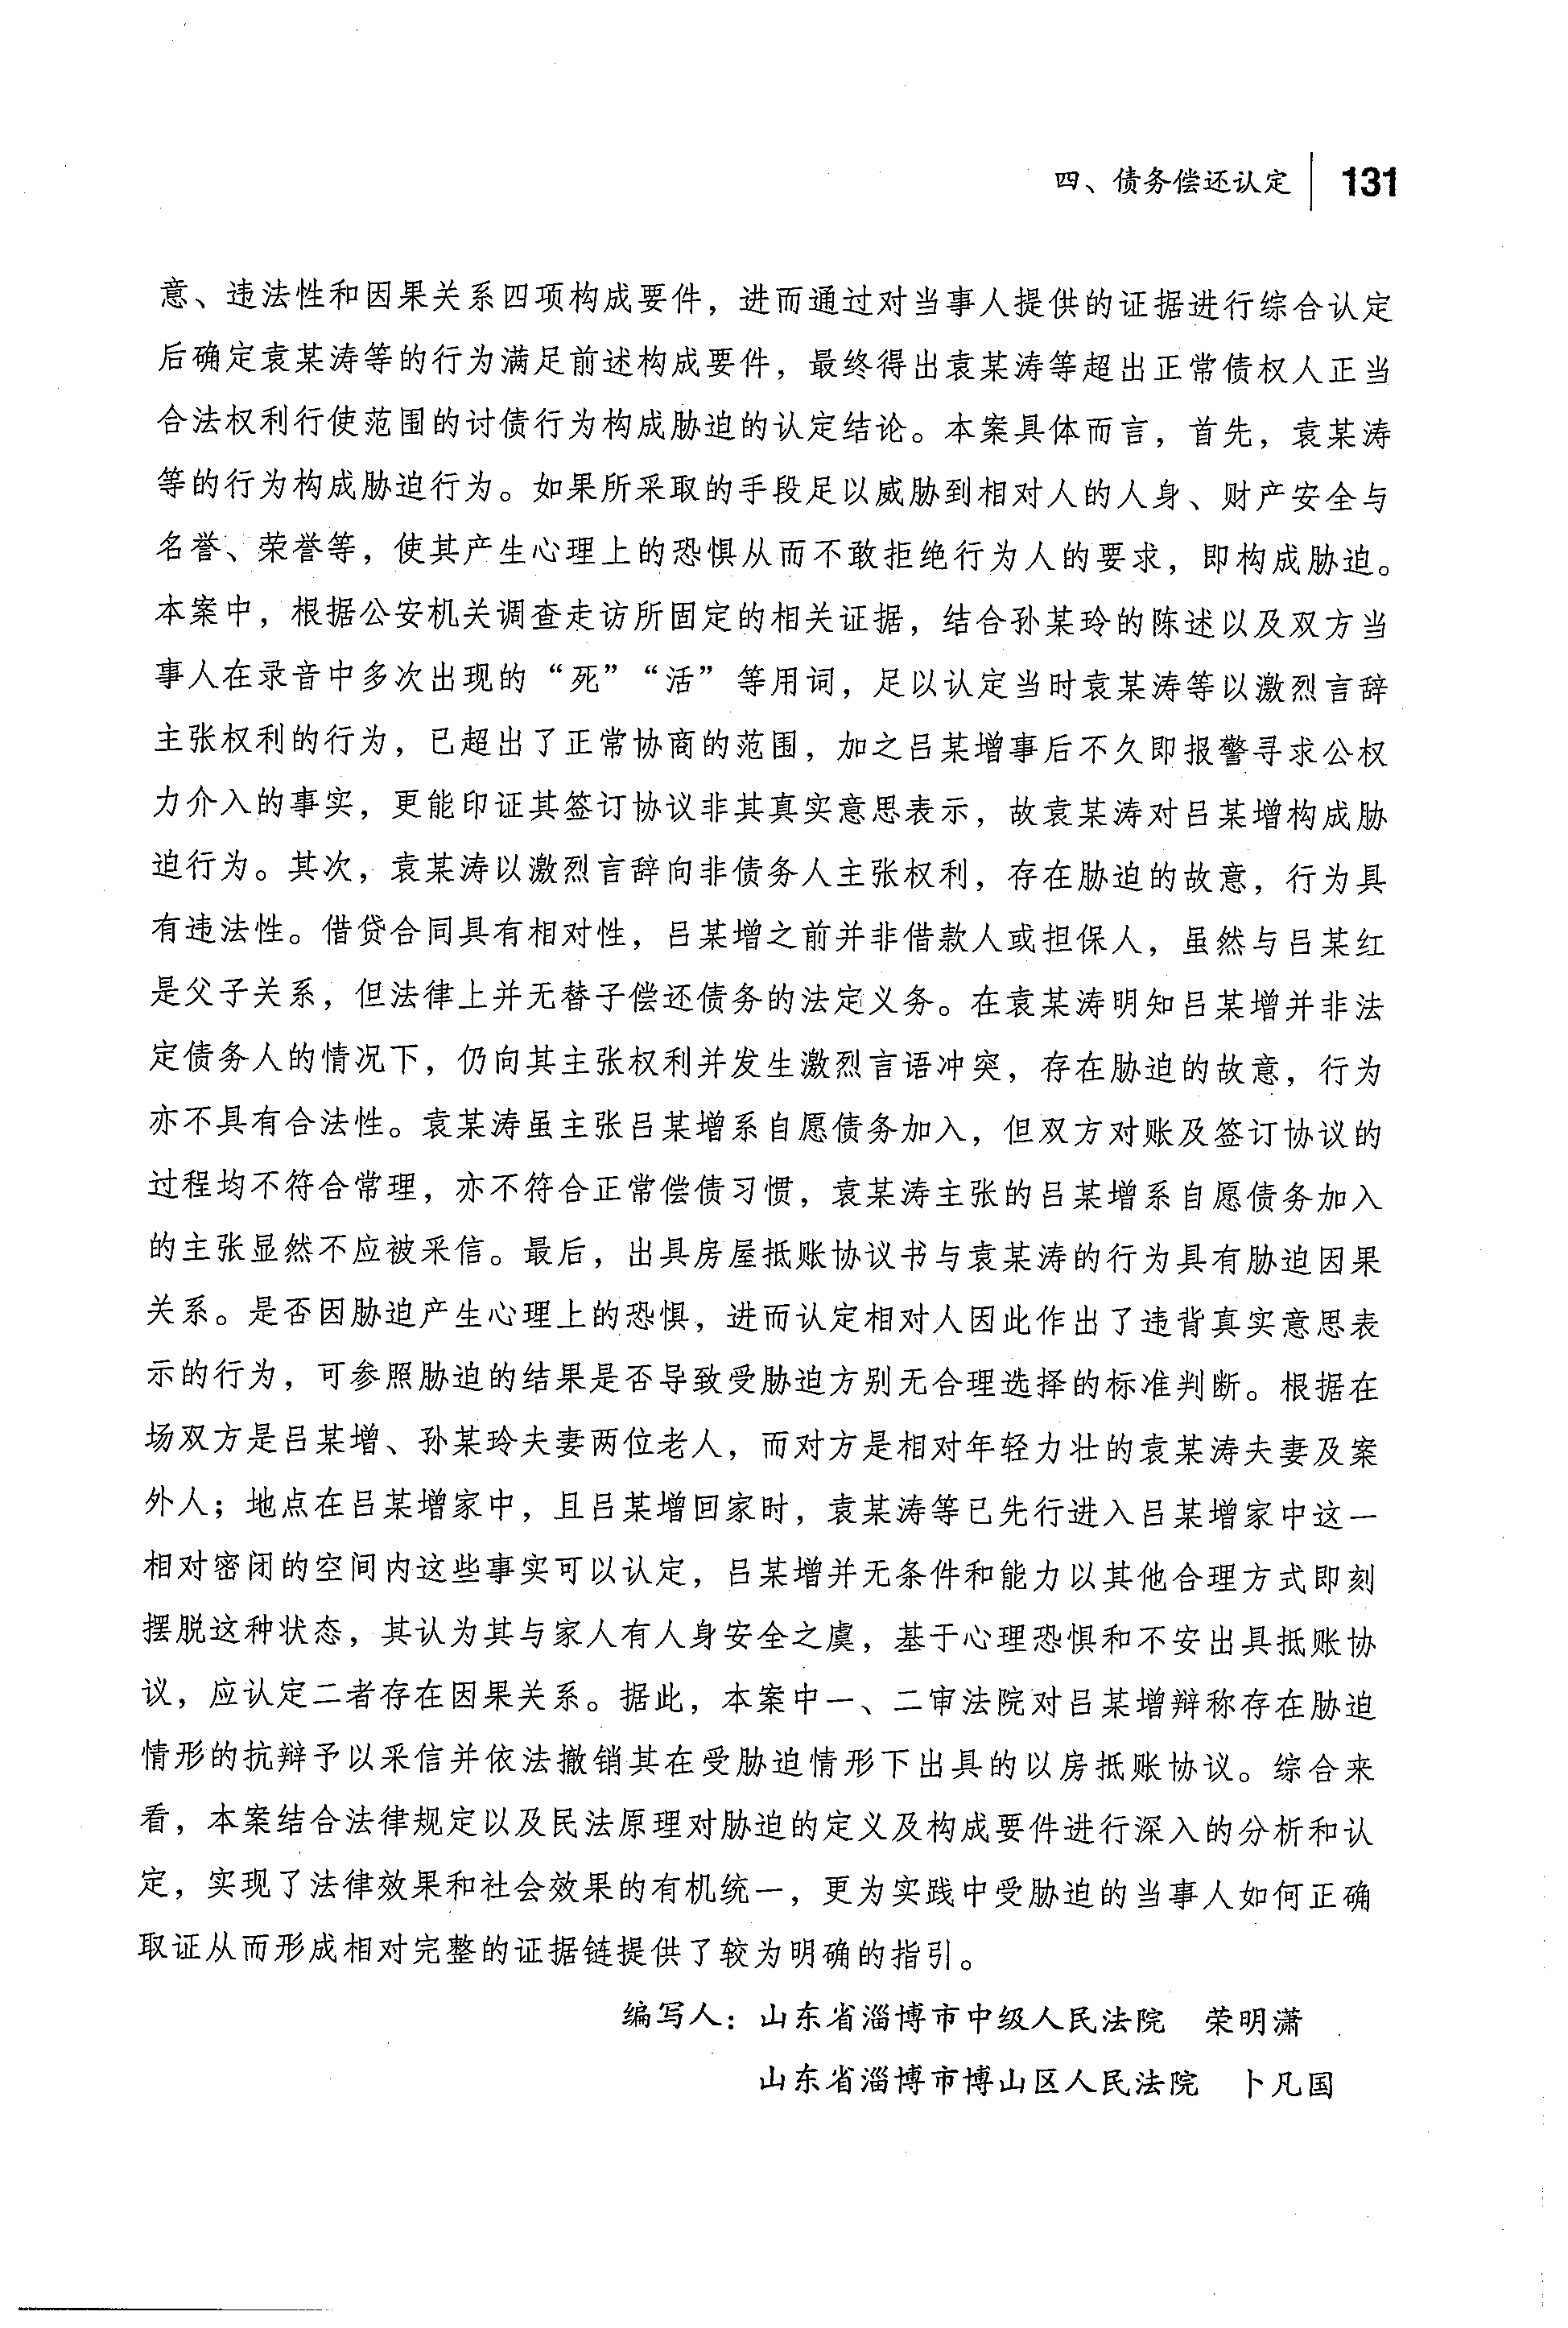 四、债务偿还认定 131
意、违法性和因果关系四项构成要件，进而通过对当事人提供的证据进行综合认定
后确定袁某涛等的行为满足前述构成要件，最终得出袁某涛等超出正常债权人正当
合法权利行使范围的讨债行为构成胁迫的认定结论。本案具体而言，首先，袁某涛
等的行为构成胁迫行为。如果所采取的手段足以威胁到相对人的人身、财产安全与
名誉、荣誉等，使其产生心理上的恐惧从而不敢拒绝行为人的要求，即构成胁迫。
本案中，根据公安机关调查走访所固定的相关证据，结合孙某玲的陈述以及双方当
事人在录音中多次出现的“死”“活”等用词，足以认定当时袁某涛等以激烈言辞
主张权利的行为，已超出了正常协商的范围，加之吕某增事后不久即报警寻求公权
力介入的事实，更能印证其签订协议非其真实意思表示，故袁某涛对吕某增构成胁
迫行为。其次，袁某涛以激烈言辞向非债务人主张权利，存在胁迫的故意，行为具
有违法性。借贷合同具有相对性，吕某增之前并非借款人或担保人，虽然与吕某红
是父子关系，但法律上并无替子偿还债务的法定义务。在袁某涛明知吕某增并非法
定债务人的情况下，仍向其主张权利并发生激烈言语冲突，存在胁迫的故意，行为
亦不具有合法性。袁某涛虽主张吕某增系自愿债务加入，但双方对账及签订协议的
过程均不符合常理，亦不符合正常偿债习惯，袁某涛主张的吕某增系自愿债务加入
的主张显然不应被采信。最后，出具房屋抵账协议书与袁某涛的行为具有胁迫因果
关系。是否因胁迫产生心理上的恐惧，进而认定相对人因此作出了违背真实意思表
示的行为，可参照胁迫的结果是否导致受胁迫方别无合理选择的标准判断。根据在
场双方是吕某增、孙某玲夫妻两位老人，而对方是相对年轻力壮的袁某涛夫妻及案
外人；地点在吕某增家中，且吕某增回家时，袁某涛等已先行进入吕某增家中这一
相对密闭的空间内这些事实可以认定，吕某增并无条件和能力以其他合理方式即刻
摆脱这种状态，其认为其与家人有人身安全之虞，基于心理恐惧和不安出具抵账协
议，应认定二者存在因果关系。据此，本案中一、二审法院对吕某增辩称存在胁迫
情形的抗辩予以采信并依法撤销其在受胁迫情形下出具的以房抵账协议。综合来
看，本案结合法律规定以及民法原理对胁迫的定义及构成要件进行深入的分析和认
定，实现了法律效果和社会效果的有机统一，更为实践中受胁迫的当事人如何正确
取证从而形成相对完整的证据链提供了较为明确的指引。
编写人：山东省淄博市中级人民法院 荣明潇
山东省淄博市博山区人民法院 卜凡国